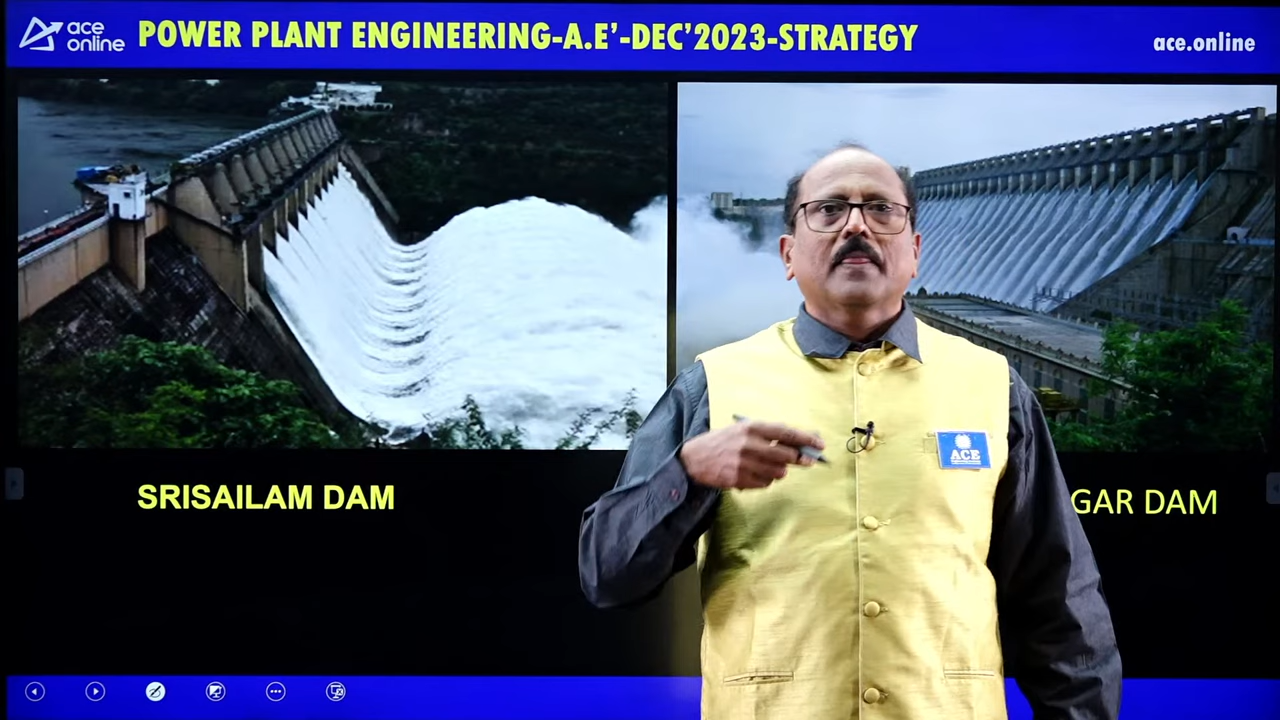 ace
online
POWER PLANT ENGINEERING-A.E'-DEC'2023-STRATEGY
ace.online
SRISAILAM DAM
GAR DAM
ACE